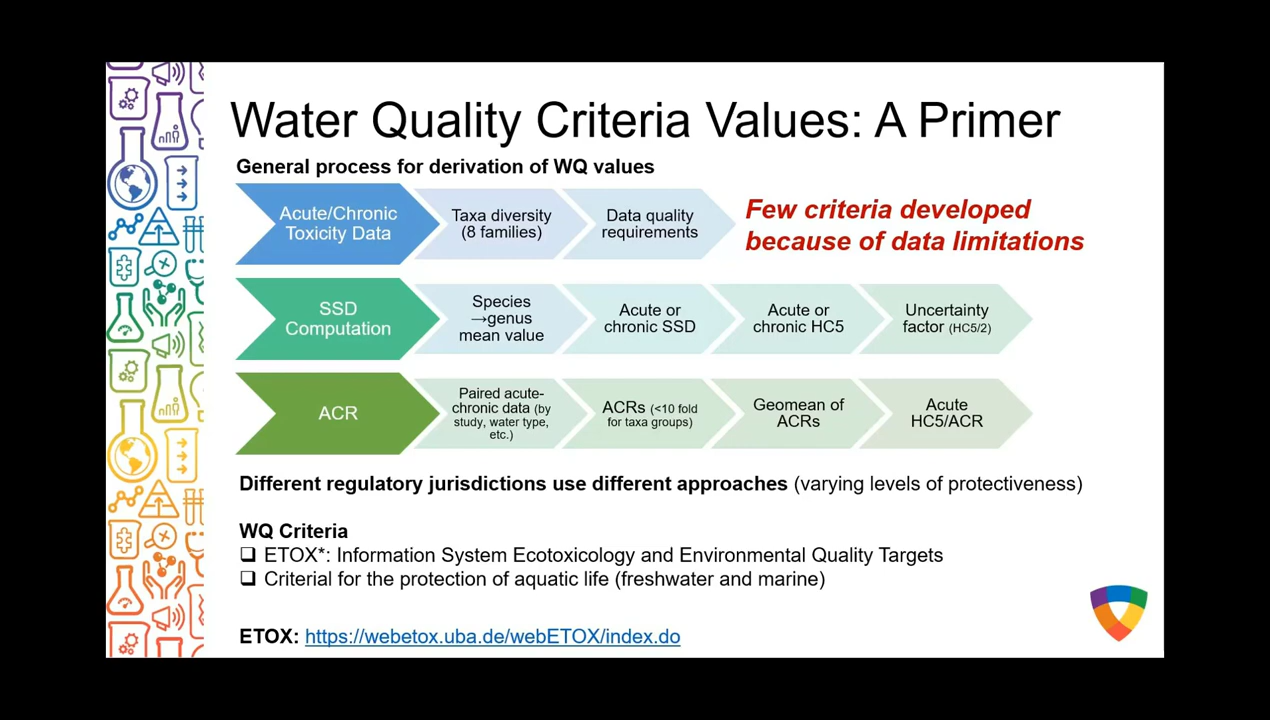 Water Quality Criteria Values: A Primer
General process for derivation of WQ values
Acute/Chronic
Toxicity Data
Taxa diversity
(8 families)
Data quality
requirements
Few criteria developed
because of data limitations
SSD
Computation
Species
→genus
mean value
Acute or
chronic SSD
Acute or
chronic HC5
Uncertainty
factor (HC5/2)
ACR
Paired acute-
chronic data (by
study, water type,
etc.)
ACRs (<10 fold
for taxa groups)
Geomean of
ACRs
Acute
HC5/ACR
Different regulatory jurisdictions use different approaches (varying levels of protectiveness)
WQ Criteria
❑ ETOX*: Information System Ecotoxicology and Environmental Quality Targets
❑ Criterial for the protection of aquatic life (freshwater and marine)
ETOX: https://webetox.uba.de/webETOX/index.do